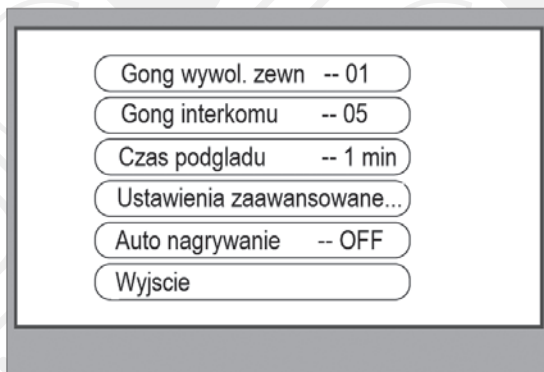 Gong wywol. zewn -- 01
Gong interkomu -- 05
Czas podgladu -- 1 min
Ustawienia zaawansowane...
Auto nagrywanie -- OFF
Wyjscie